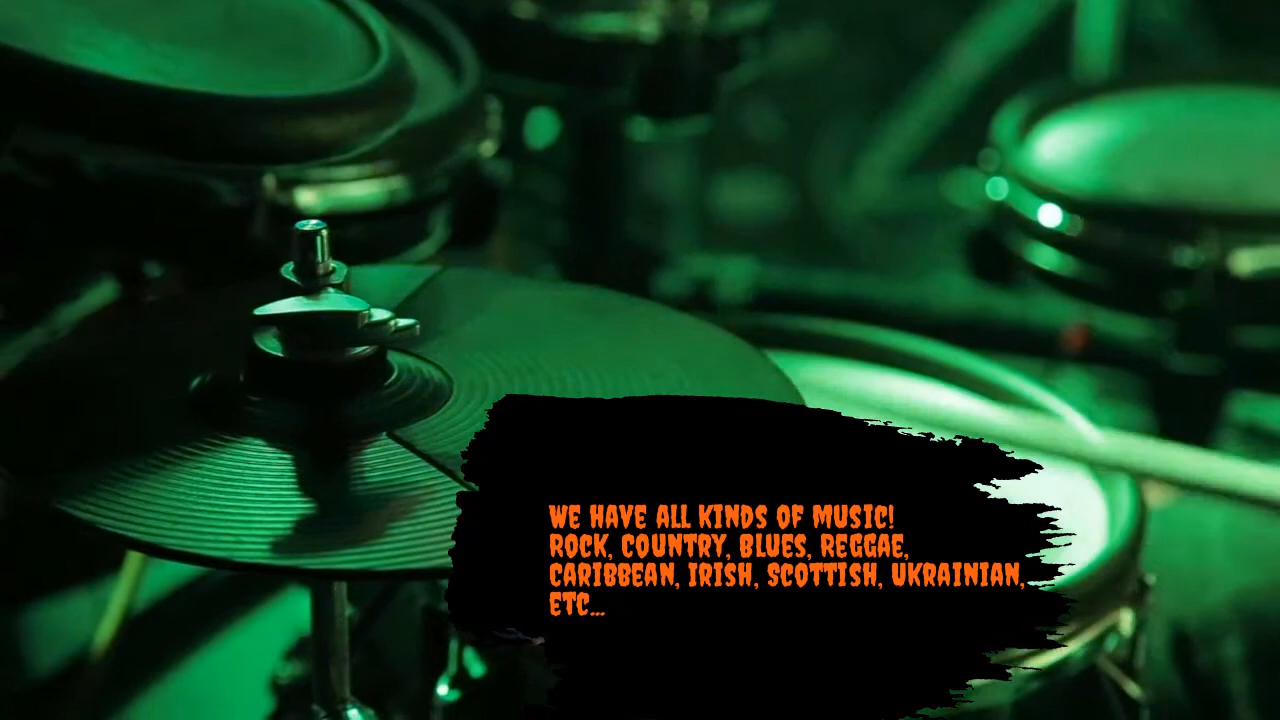 WE HAVE ALL KINDS OF MUSIC!
ROCK, COUNTRY, BLUES, REGGAE,
CARIBBEAN, IRISH, SCOTTISH, UKRAINIAN,
ETC...